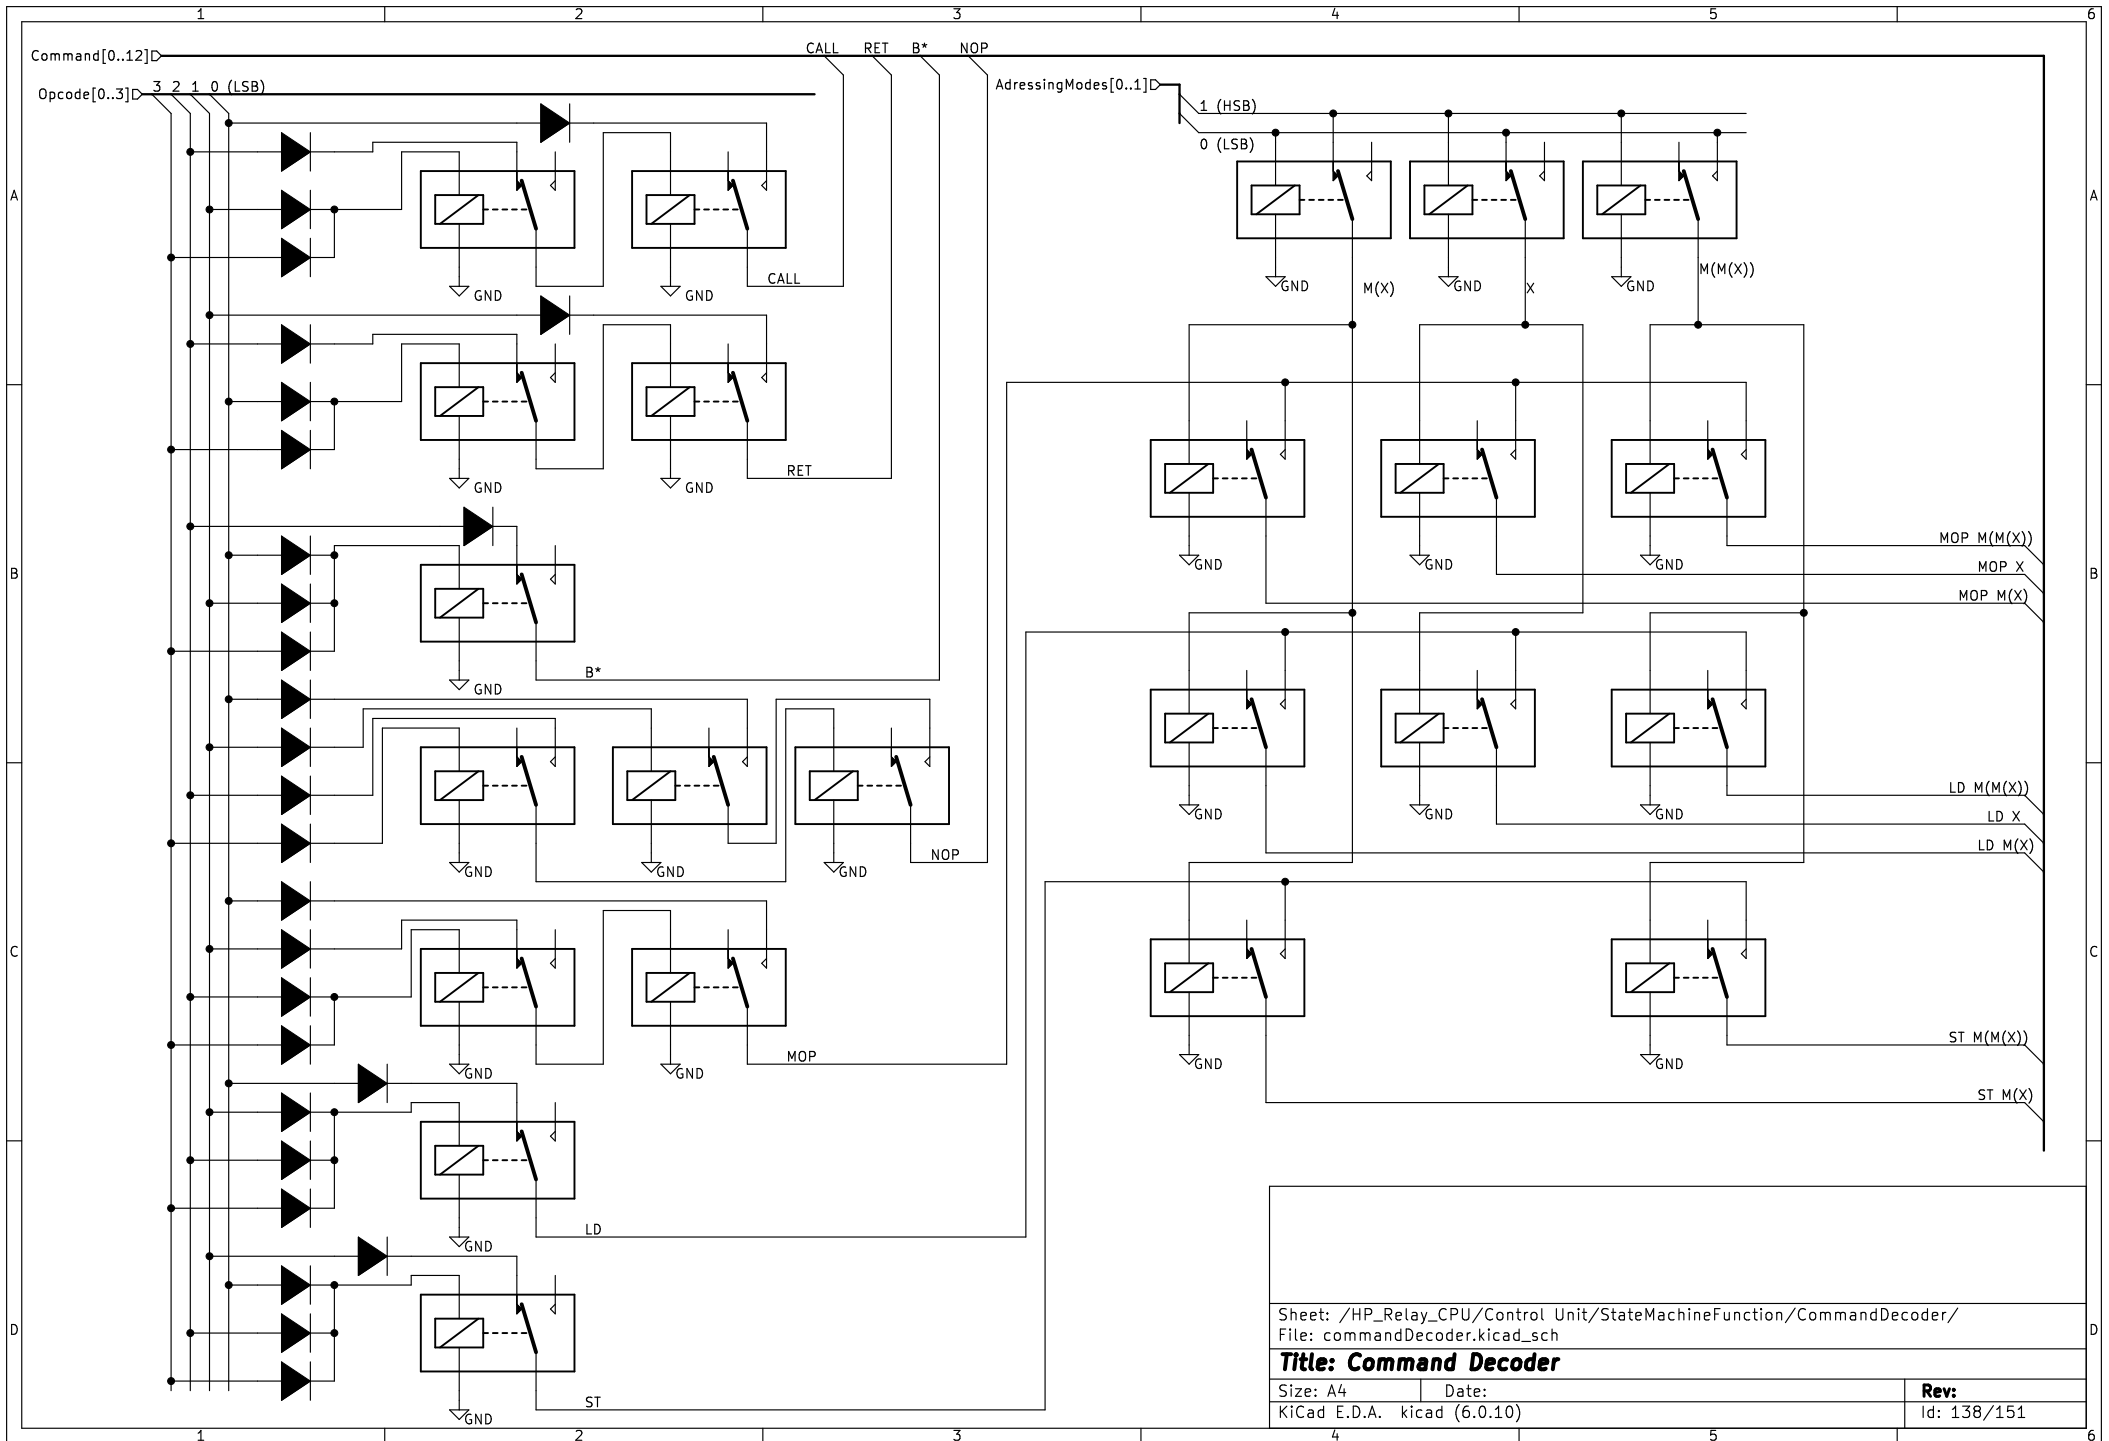 1 2 3 4 5 6
Command[0..12]
CALL RET B* NOP
Opcode[0..3]
3 2 1 0 (LSB)
AdressingModes[0..1]
1 (HSB)
0 (LSB)
A A
CALL
GND GND
M(X)
GND
X
GND
M(M(X))
GND
RET
GND GND
B B
B*
GND
MOP M(M(X))
MOP X
MOP M(X)
GND GND GND
NOP
GND GND GND
LD M(M(X))
LD X
LD M(X)
GND GND GND
C C
MOP
GND GND
ST M(M(X))
ST M(X)
GND GND
LD
GND
D D
ST
GND
Sheet: /HP_Relay_CPU/Control Unit/StateMachineFunction/CommandDecoder/
File: commandDecoder.kicad_sch
Title: Command Decoder
Size: A4 Date: Rev:
KiCad E.D.A. kicad (6.0.10) Id: 138/151
1 2 3 4 5 6